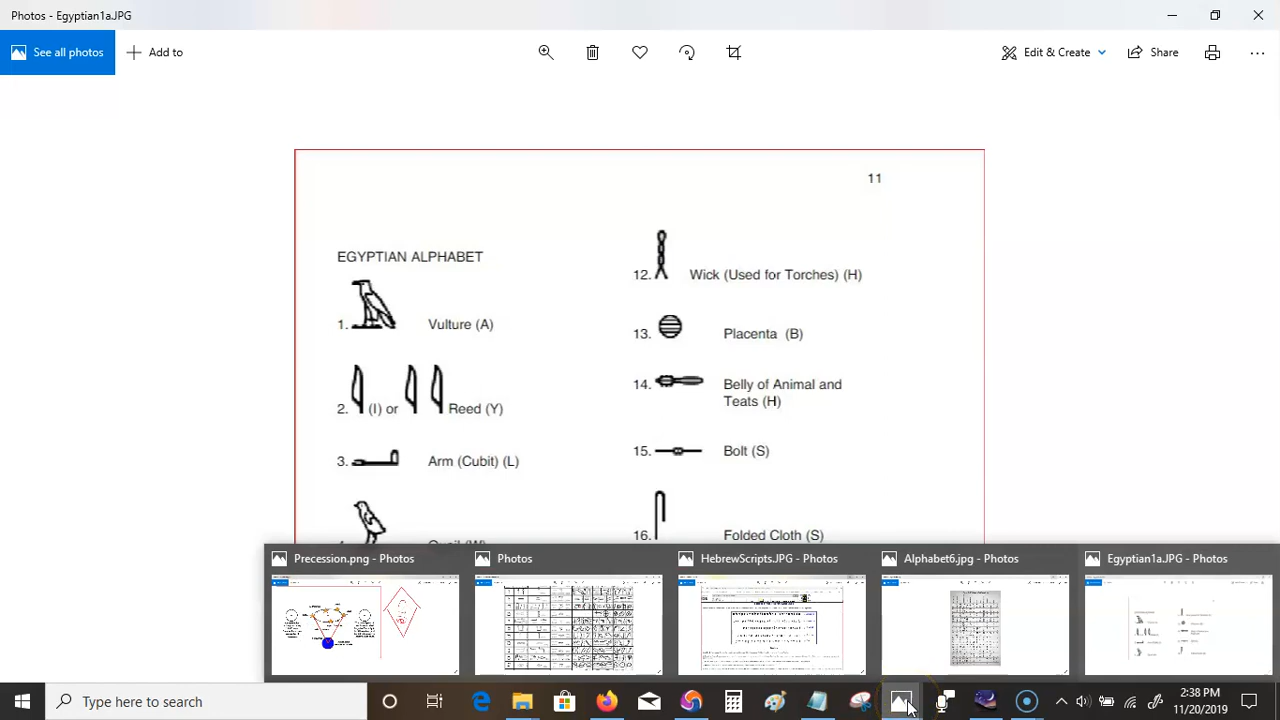 Photos - Egyptian1a.JPG
See all photos
Add to
Edit & Create
Share
11
EGYPTIAN ALPHABET
1. Vulture (A)
2. (I) or Reed (Y)
3. Arm (Cubit) (L)
12. Wick (Used for Torches) (H)
13. Placenta (B)
14. Belly of Animal and
Teats (H)
15. Bolt (S)
16. Folded Cloth (S)
Precession.png - Photos
Photos
HebrewScripts.JPG - Photos
Alphabet6.jpg - Photos
Egyptian1a.JPG - Photos
Type here to search
2:38 PM
11/20/2019